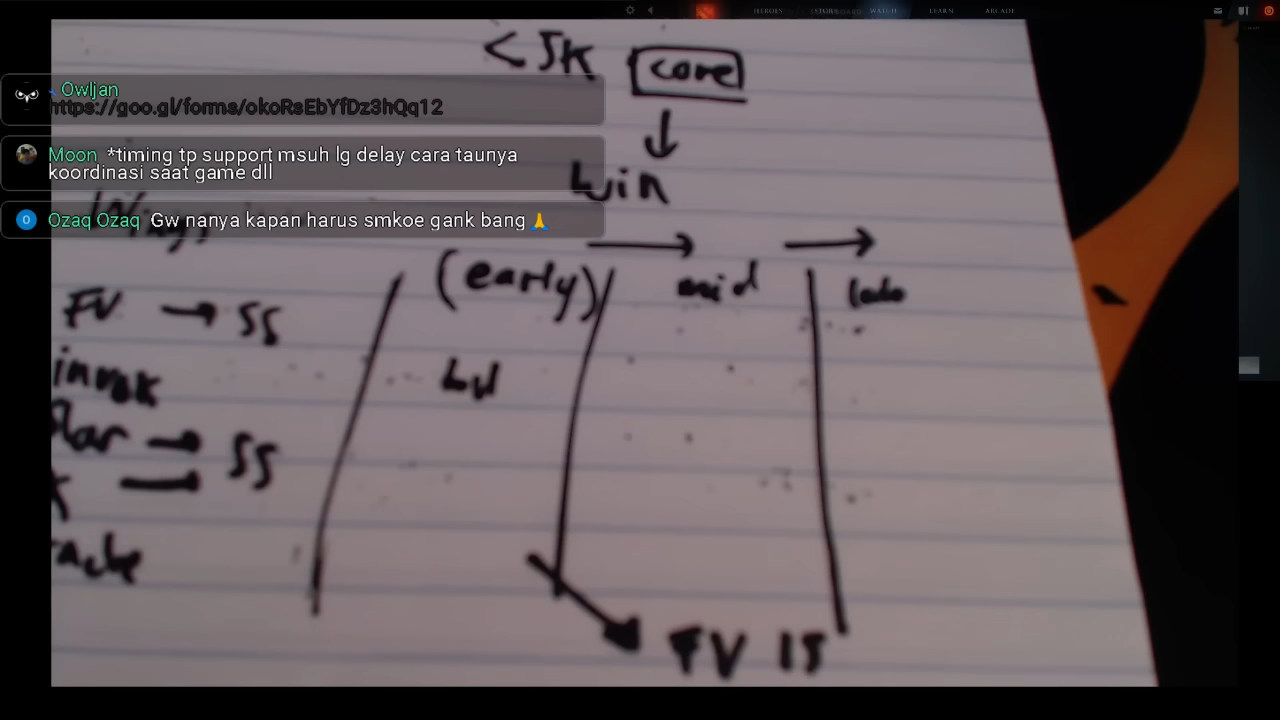 HEROES
WATCH
LEARN
ARCADE
<5K core
Owljan
https://goo.gl/forms/okoRsEbYfDz3hQq12
Moon *timing tp support msuh lg delay cara taunya
koordinasi saat game dll
Win
Ozaq Ozaq Gw nanya kapan harus smkoe gank bang 🙏
(early) mid late
FV → SS
invok
→ SS
FV 15